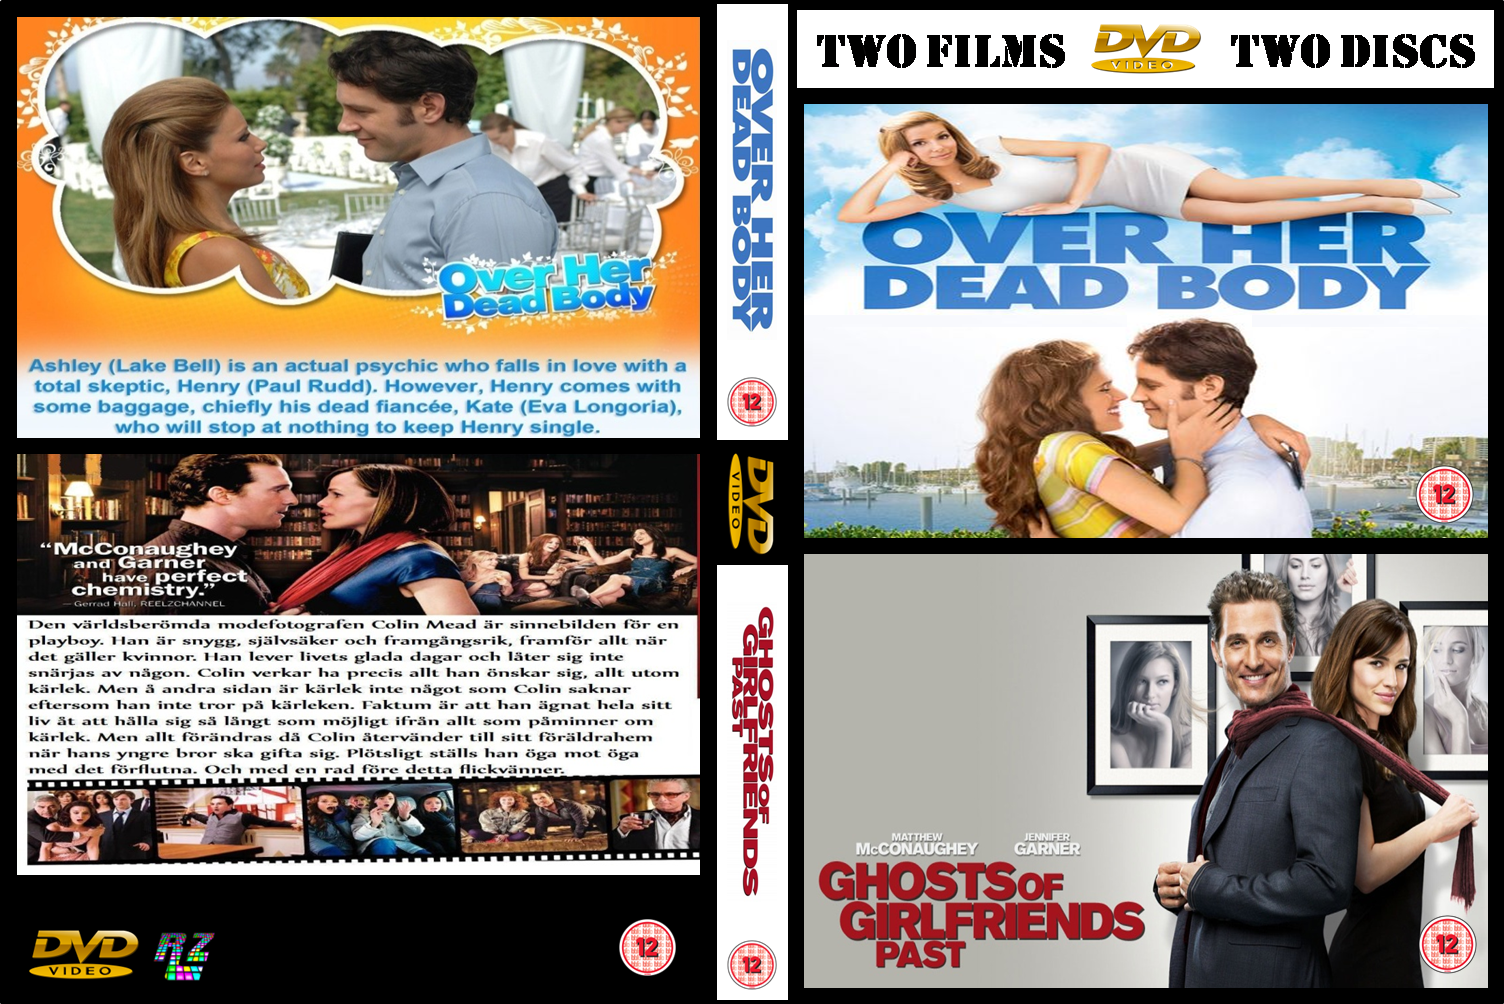 Over Her
Dead Body
Ashley (Lake Bell) is an actual psychic who falls in love with a
total skeptic, Henry (Paul Rudd). However, Henry comes with
some baggage, chiefly his dead fiancée, Kate (Eva Longoria),
who will stop at nothing to keep Henry single.
“McConaughey
and Garner
have perfect
chemistry.”
— Gerrad Hall, REELZCHANNEL
Den världsberömda modefotografen Colin Mead är sinnebilden för en
playboy. Han är snygg, självsäker och framgångsrik, framför allt när
det gäller kvinnor. Han lever livets glada dagar och låter sig inte
snärjas av någon. Colin verkar ha precis allt han önskar sig, allt utom
kärlek. Men å andra sidan är kärlek inte något som Colin saknar
eftersom han inte tror på kärleken. Faktum är att han ägnat hela sitt
liv åt att hålla sig så långt som möjligt ifrån allt som påminner om
kärlek. Men allt förändras då Colin återvänder till sitt föräldrahem
när hans yngre bror ska gifta sig. Plötsligt ställs han öga mot öga
med det förflutna. Och med en rad före detta flickvänner.
DVD
VIDEO
12
OVER HER
DEAD BODY
12
DVD
VIDEO
GHOSTS OF
GIRLFRIENDS
PAST
12
TWO FILMS
DVD
VIDEO
TWO DISCS
OVER HER
DEAD BODY
12
MATTHEW
McCONAUGHEY
JENNIFER
GARNER
GHOSTS OF
GIRLFRIENDS
PAST
12